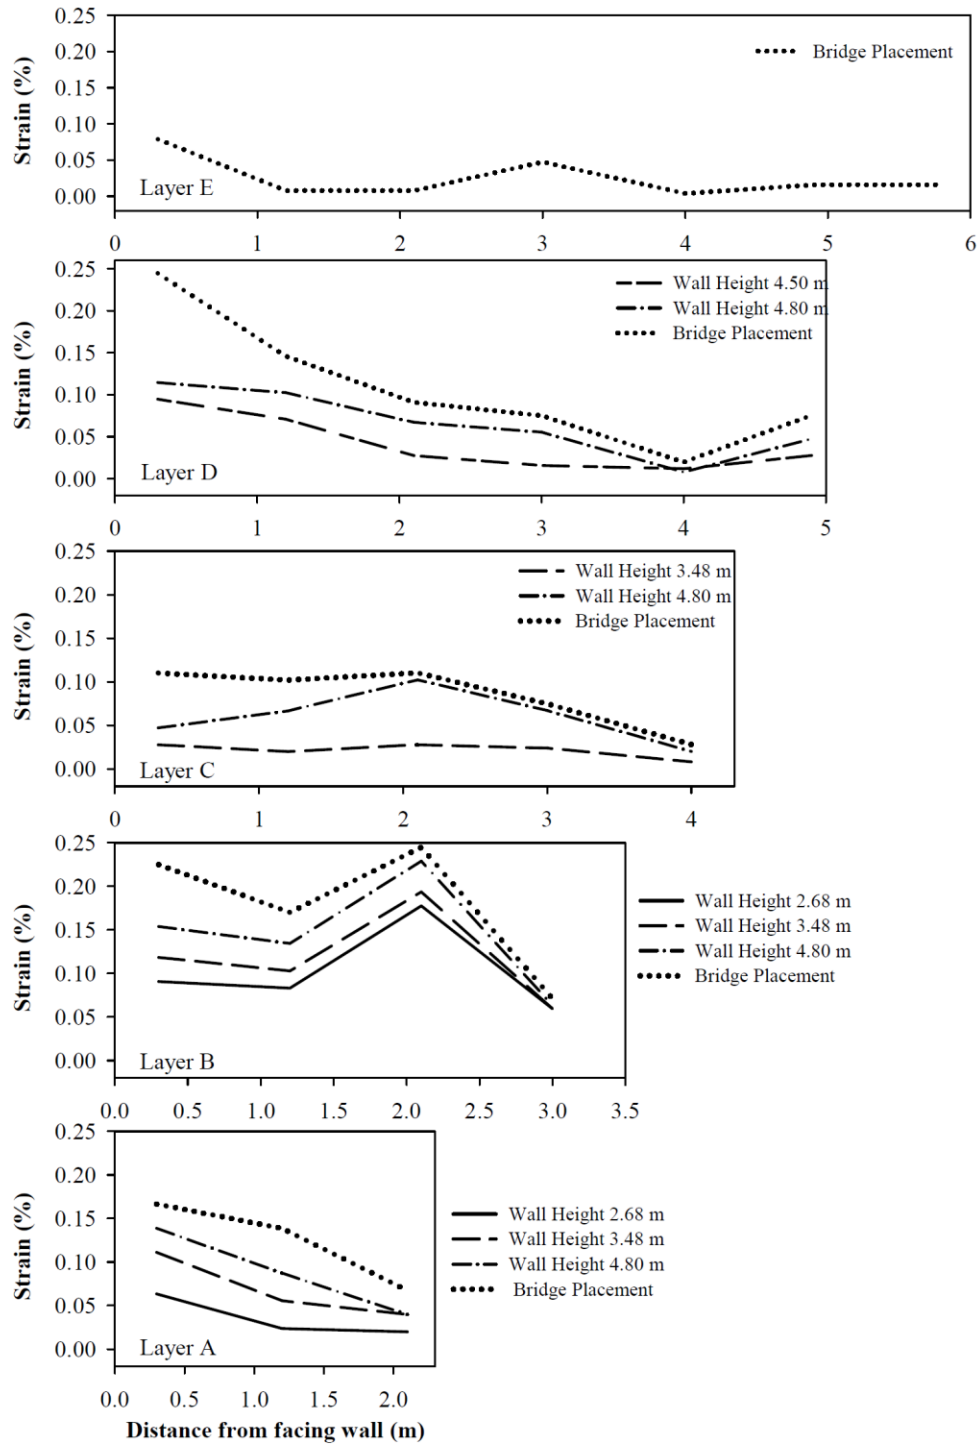 0.25
0.20
0.15
0.10
0.05
0.00
Strain (%)
Bridge Placement
Layer E
0 1 2 3 4 5 6
0.25
0.20
0.15
0.10
0.05
0.00
Strain (%)
Wall Height 4.50 m
Wall Height 4.80 m
Bridge Placement
Layer D
0 1 2 3 4 5
0.25
0.20
0.15
0.10
0.05
0.00
Strain (%)
Wall Height 3.48 m
Wall Height 4.80 m
Bridge Placement
Layer C
0 1 2 3 4
0.25
0.20
0.15
0.10
0.05
0.00
Strain (%)
Wall Height 2.68 m
Wall Height 3.48 m
Wall Height 4.80 m
Bridge Placement
Layer B
0.0 0.5 1.0 1.5 2.0 2.5 3.0 3.5
0.25
0.20
0.15
0.10
0.05
0.00
Strain (%)
Wall Height 2.68 m
Wall Height 3.48 m
Wall Height 4.80 m
Bridge Placement
Layer A
0.0 0.5 1.0 1.5 2.0
Distance from facing wall (m)